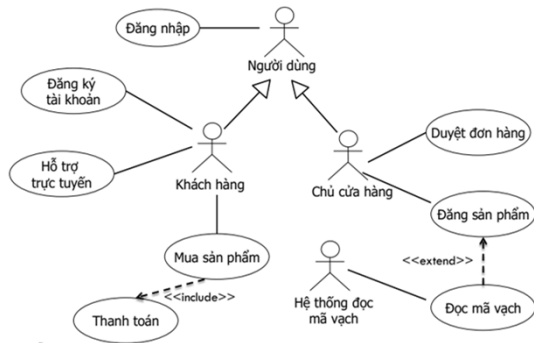 Đăng nhập
Người dùng
Đăng ký
tài khoản
Duyệt đơn hàng
Hỗ trợ
trực tuyến
Khách hàng
Chủ cửa hàng
Đăng sản phẩm
Mua sản phẩm
<<extend>>
<<include>>
Hệ thống đọc
mã vạch
Đọc mã vạch
Thanh toán